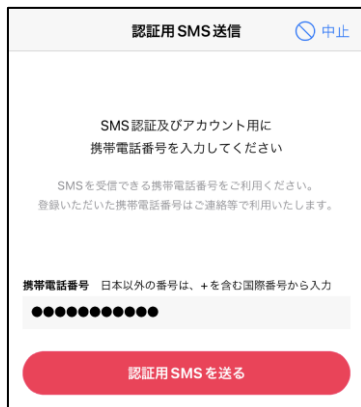 認証用SMS送信
中止
SMS認証及びアカウント用に
携帯電話番号を入力してください
SMSを受信できる携帯電話番号をご利用ください。
登録いただいた携帯電話番号はご連絡等で利用いたします。
携帯電話番号 日本以外の番号は、+を含む国際番号から入力
●●●●●●●●●●●
認証用SMSを送る